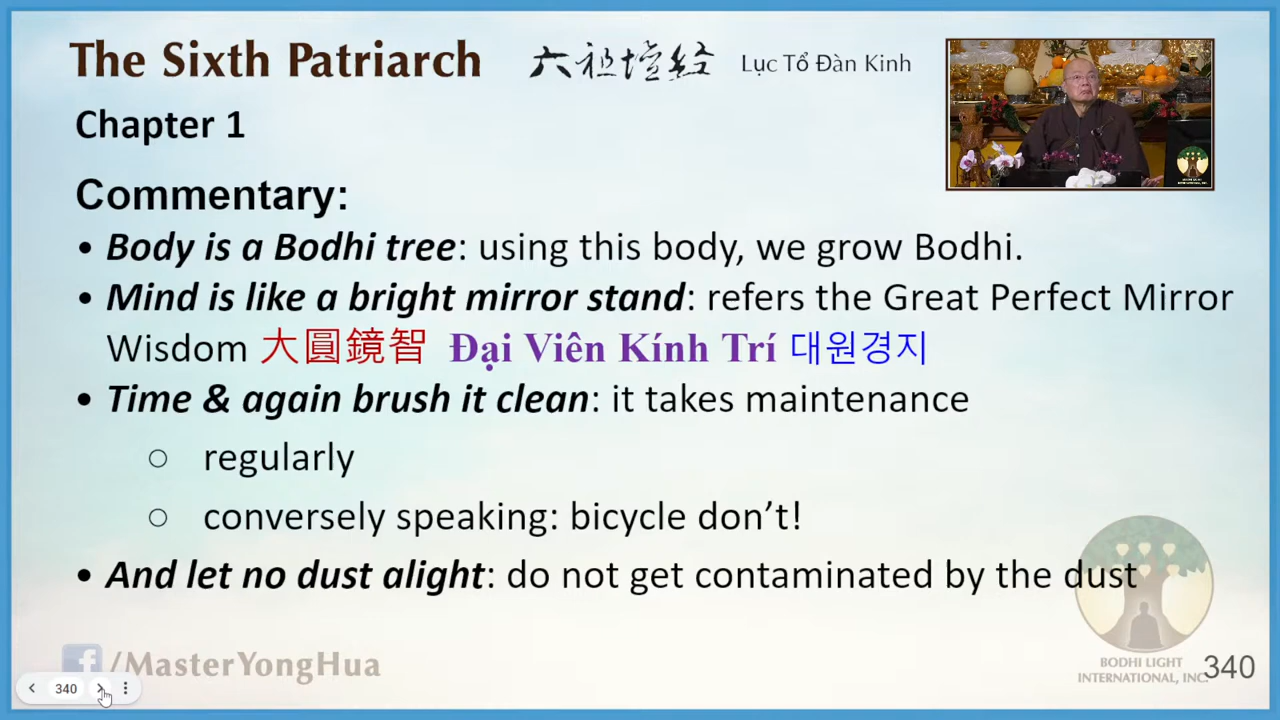 The Sixth Patriarch 六祖壇经 Lục Tổ Đàn Kinh
Chapter 1
Commentary:
• Body is a Bodhi tree: using this body, we grow Bodhi.
• Mind is like a bright mirror stand: refers the Great Perfect Mirror
Wisdom 大圓鏡智 Đại Viên Kính Trí 대원경지
• Time & again brush it clean: it takes maintenance
○ regularly
○ conversely speaking: bicycle don’t!
• And let no dust alight: do not get contaminated by the dust
/MasterYongHua
BODHI LIGHT
INTERNATIONAL, INC.
340
340